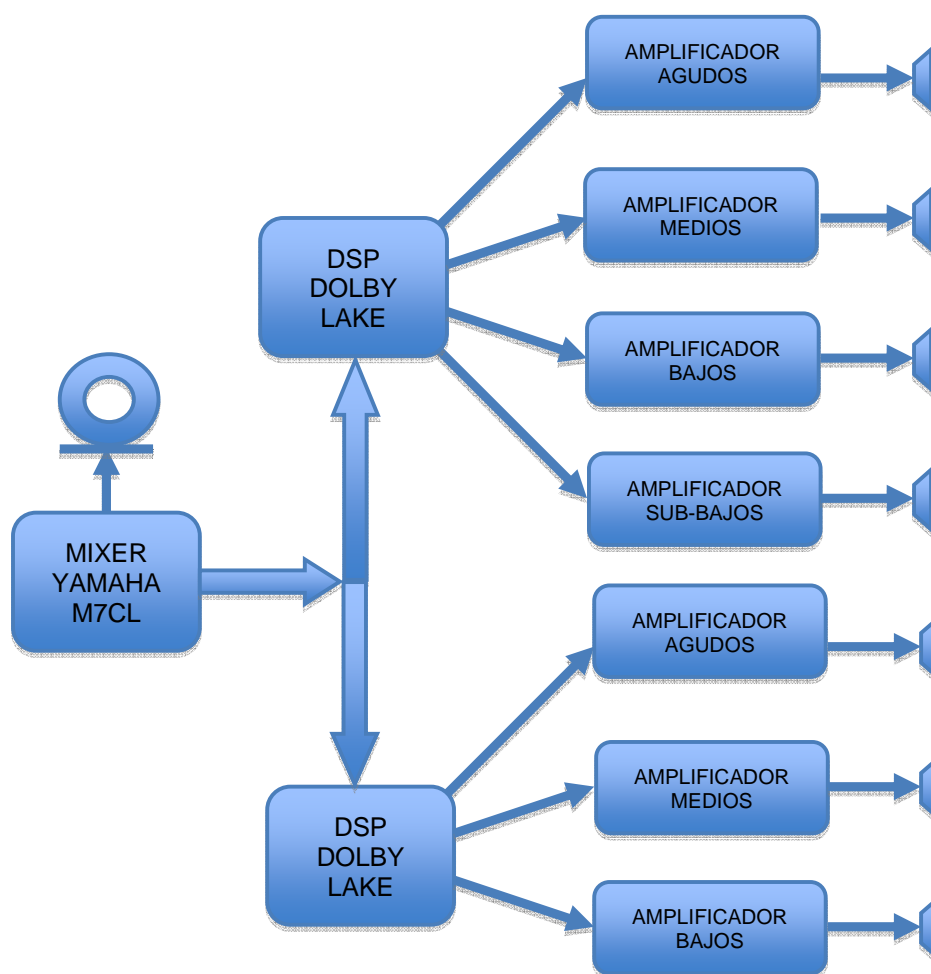 AMPLIFICADOR
AGUDOS
AMPLIFICADOR
MEDIOS
DSP
DOLBY
LAKE
AMPLIFICADOR
BAJOS
AMPLIFICADOR
SUB-BAJOS
MIXER
YAMAHA
M7CL
AMPLIFICADOR
AGUDOS
AMPLIFICADOR
MEDIOS
DSP
DOLBY
LAKE
AMPLIFICADOR
BAJOS